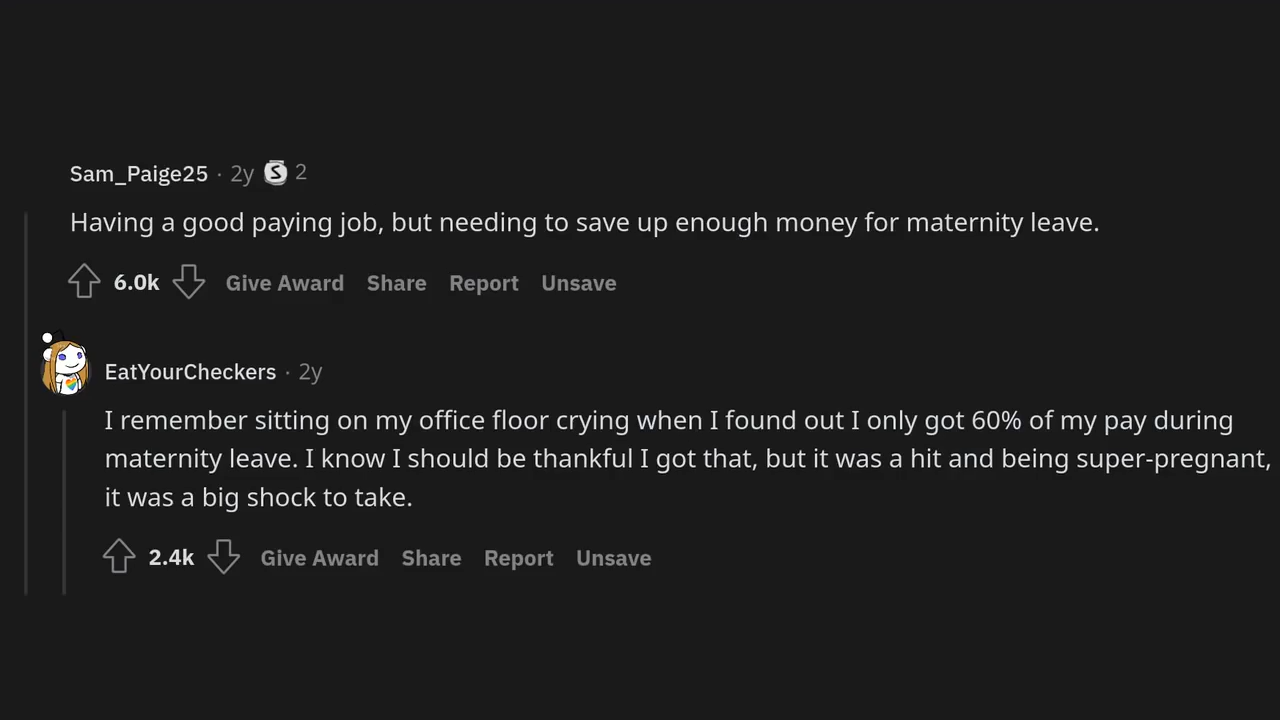 Sam_Paige25 · 2y S 2
Having a good paying job, but needing to save up enough money for maternity leave.
6.0k Give Award Share Report Unsave
EatYourCheckers · 2y
I remember sitting on my office floor crying when I found out I only got 60% of my pay during
maternity leave. I know I should be thankful I got that, but it was a hit and being super-pregnant,
it was a big shock to take.
2.4k Give Award Share Report Unsave